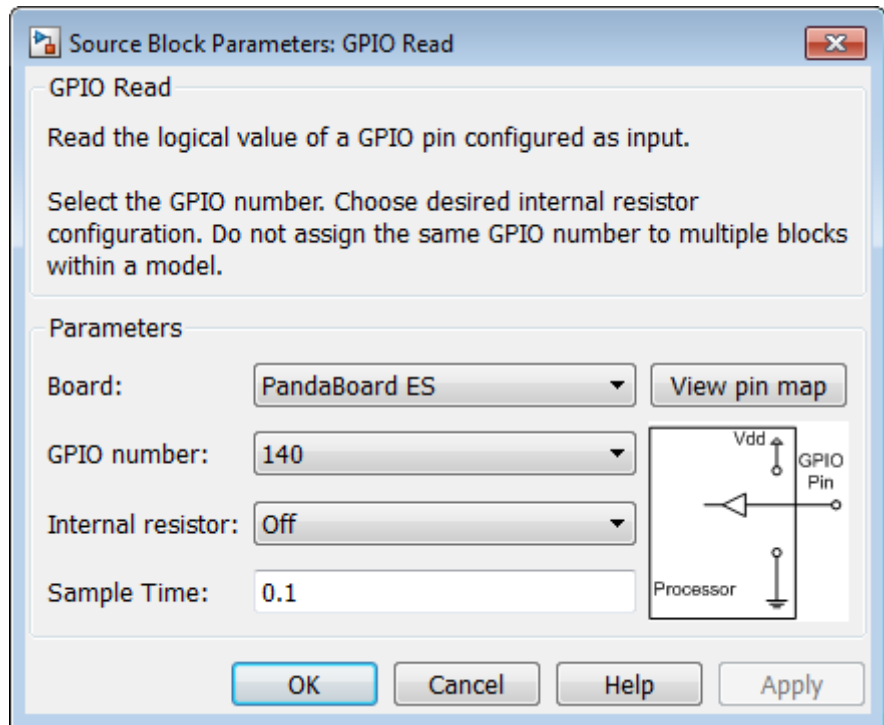 Source Block Parameters: GPIO Read
GPIO Read
Read the logical value of a GPIO pin configured as input.
Select the GPIO number. Choose desired internal resistor
configuration. Do not assign the same GPIO number to multiple blocks
within a model.
Parameters
Board: PandaBoard ES View pin map
GPIO number: 140
Internal resistor: Off
Sample Time: 0.1
Vdd
GPIO
Pin
Processor
OK Cancel Help Apply